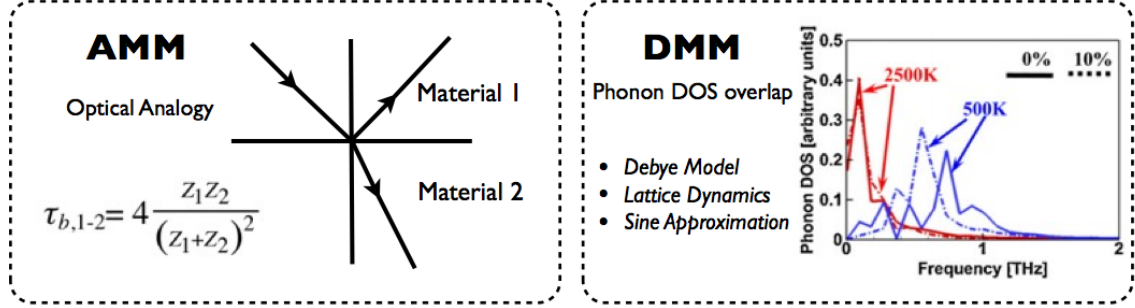 AMM
Optical Analogy
Material 1
Material 2
τb,1-2= 4 Z1Z2 / (Z1+Z2)²
DMM
Phonon DOS overlap
• Debye Model
• Lattice Dynamics
• Sine Approximation
Phonon DOS [arbitrary units]
0.5
0.4
0.3
0.2
0.1
0
0% 10%
2500K
500K
0 1 2
Frequency [THz]